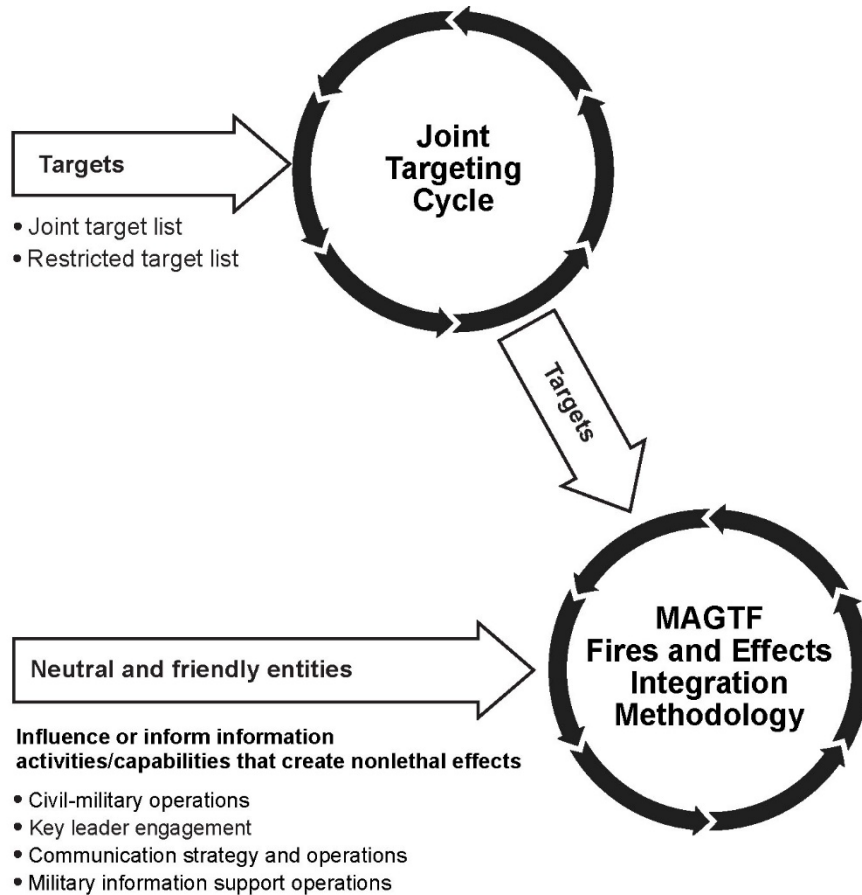 Joint
Targeting
Cycle
Targets
• Joint target list
• Restricted target list
Targets
MAGTF
Fires and Effects
Integration
Methodology
Neutral and friendly entities
Influence or inform information
activities/capabilities that create nonlethal effects
• Civil-military operations
• Key leader engagement
• Communication strategy and operations
• Military information support operations